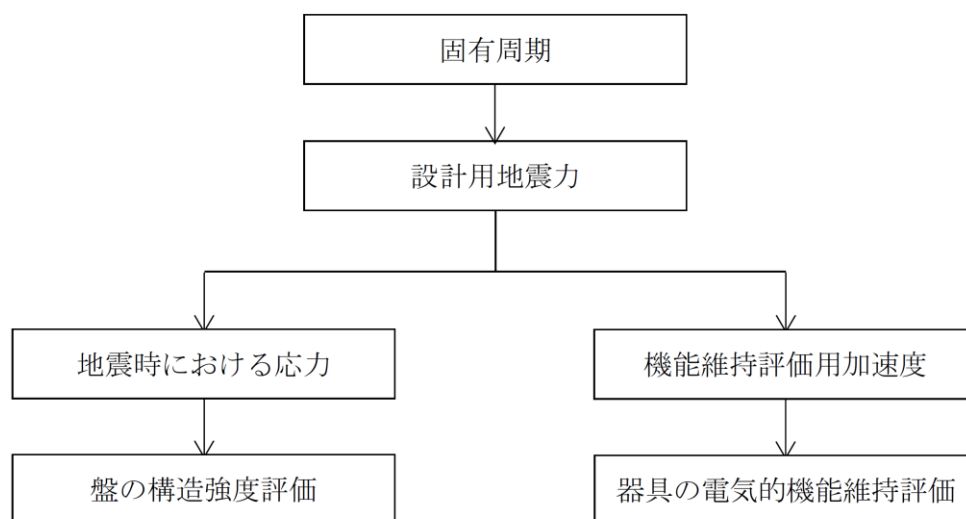 固有周期
設計用地震力
地震時における応力
機能維持評価用加速度
盤の構造強度評価
器具の電気的機能維持評価